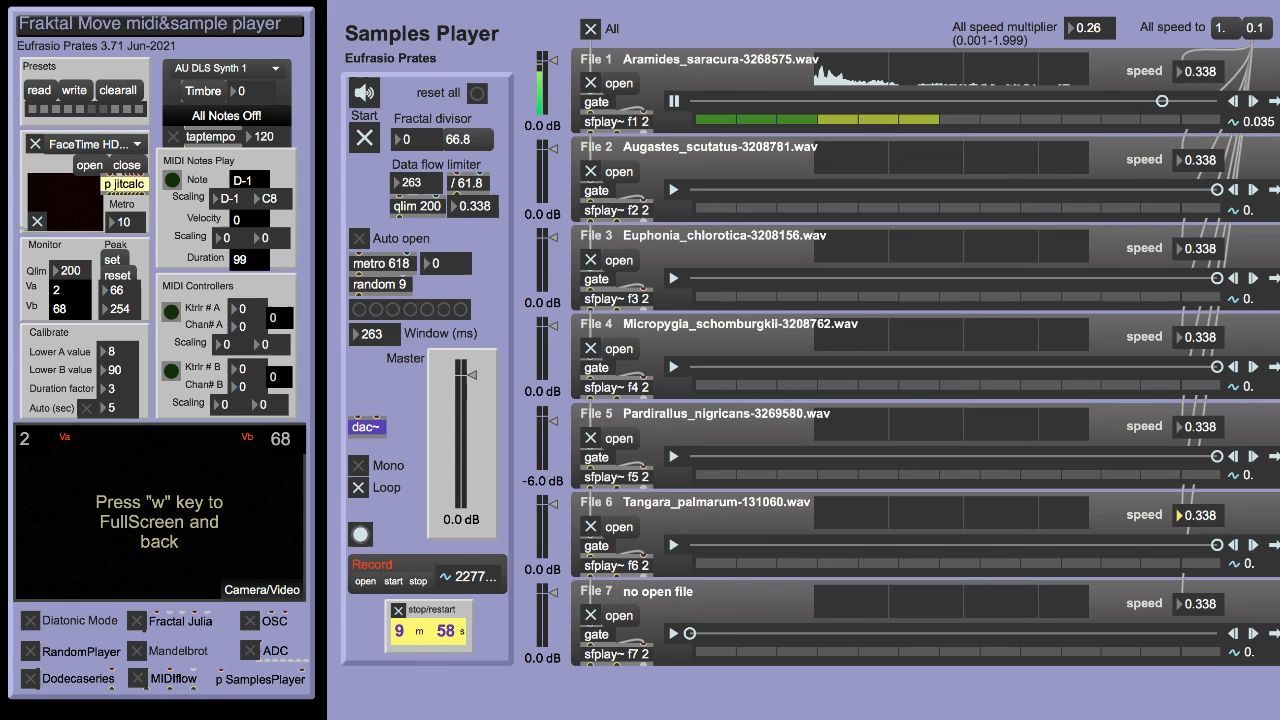 Fraktal Move midi&sample player
Eufrasio Prates 3.71 Jun-2021
Presets
read write clearall
AU DLS Synth 1
Timbre 0
All Notes Off!
taptempo 120
FaceTime HD...
open close
p jitcalc
Metro
10
MIDI Notes Play
Note D-1
Scaling D-1 C8
Velocity 0
Scaling 0 0
Duration 99
Monitor Peak
set
reset
Qlim 200
Va 2 66
Vb 68 254
MIDI Controllers
Ktrlr # A 0
Chan# A 0
0
Scaling 0 0
Ktrlr # B 0
Chan# B 0
0
Scaling 0 0
Calibrate
Lower A value 8
Lower B value 90
Duration factor 3
Auto (sec) 5
2 Va Vb 68
Press "w" key to
FullScreen and
back
Camera/Video
Diatonic Mode Fractal Julia OSC
RandomPlayer Mandelbrot ADC
Dodecaseries MIDIflow p SamplesPlayer
Samples Player
Eufrasio Prates
reset all
Start
Fractal divisor
0 66.8
Data flow limiter
263 / 61.8
qlim 200 0.338
Auto open
metro 618 0
random 9
263 Window (ms)
Master
dac~
Mono
Loop
0.0 dB
Record
open start stop 2277...
stop/restart
9 m 58 s
All
All speed multiplier 0.26
(0.001-1.999)
All speed to 1. 0.1
File 1 Aramides_saracura-3268575.wav
open
speed 0.338
gate
sfplay~ f1 2
0.035
0.0 dB
File 2 Augastes_scutatus-3208781.wav
open
speed 0.338
gate
sfplay~ f2 2
0.
0.0 dB
File 3 Euphonia_chlorotica-3208156.wav
open
speed 0.338
gate
sfplay~ f3 2
0.
0.0 dB
File 4 Micropygia_schomburgkii-3208762.wav
open
speed 0.338
gate
sfplay~ f4 2
0.
0.0 dB
File 5 Pardirallus_nigricans-3269580.wav
open
speed 0.338
gate
sfplay~ f5 2
0.
-6.0 dB
File 6 Tangara_palmarum-131060.wav
open
speed 0.338
gate
sfplay~ f6 2
0.
0.0 dB
File 7 no open file
open
speed 0.338
gate
sfplay~ f7 2
0.
0.0 dB